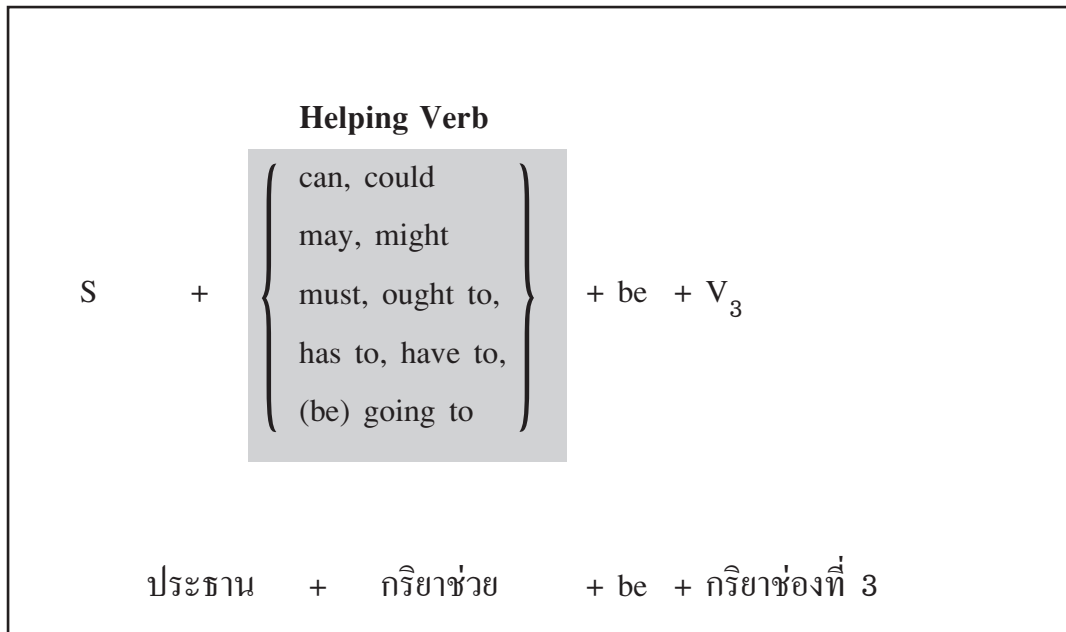 Helping Verb
can, could
may, might
S + must, ought to, + be + V₃
has to, have to,
(be) going to
ประธาน + กริยาช่วย + be + กริยาช่องที่ 3